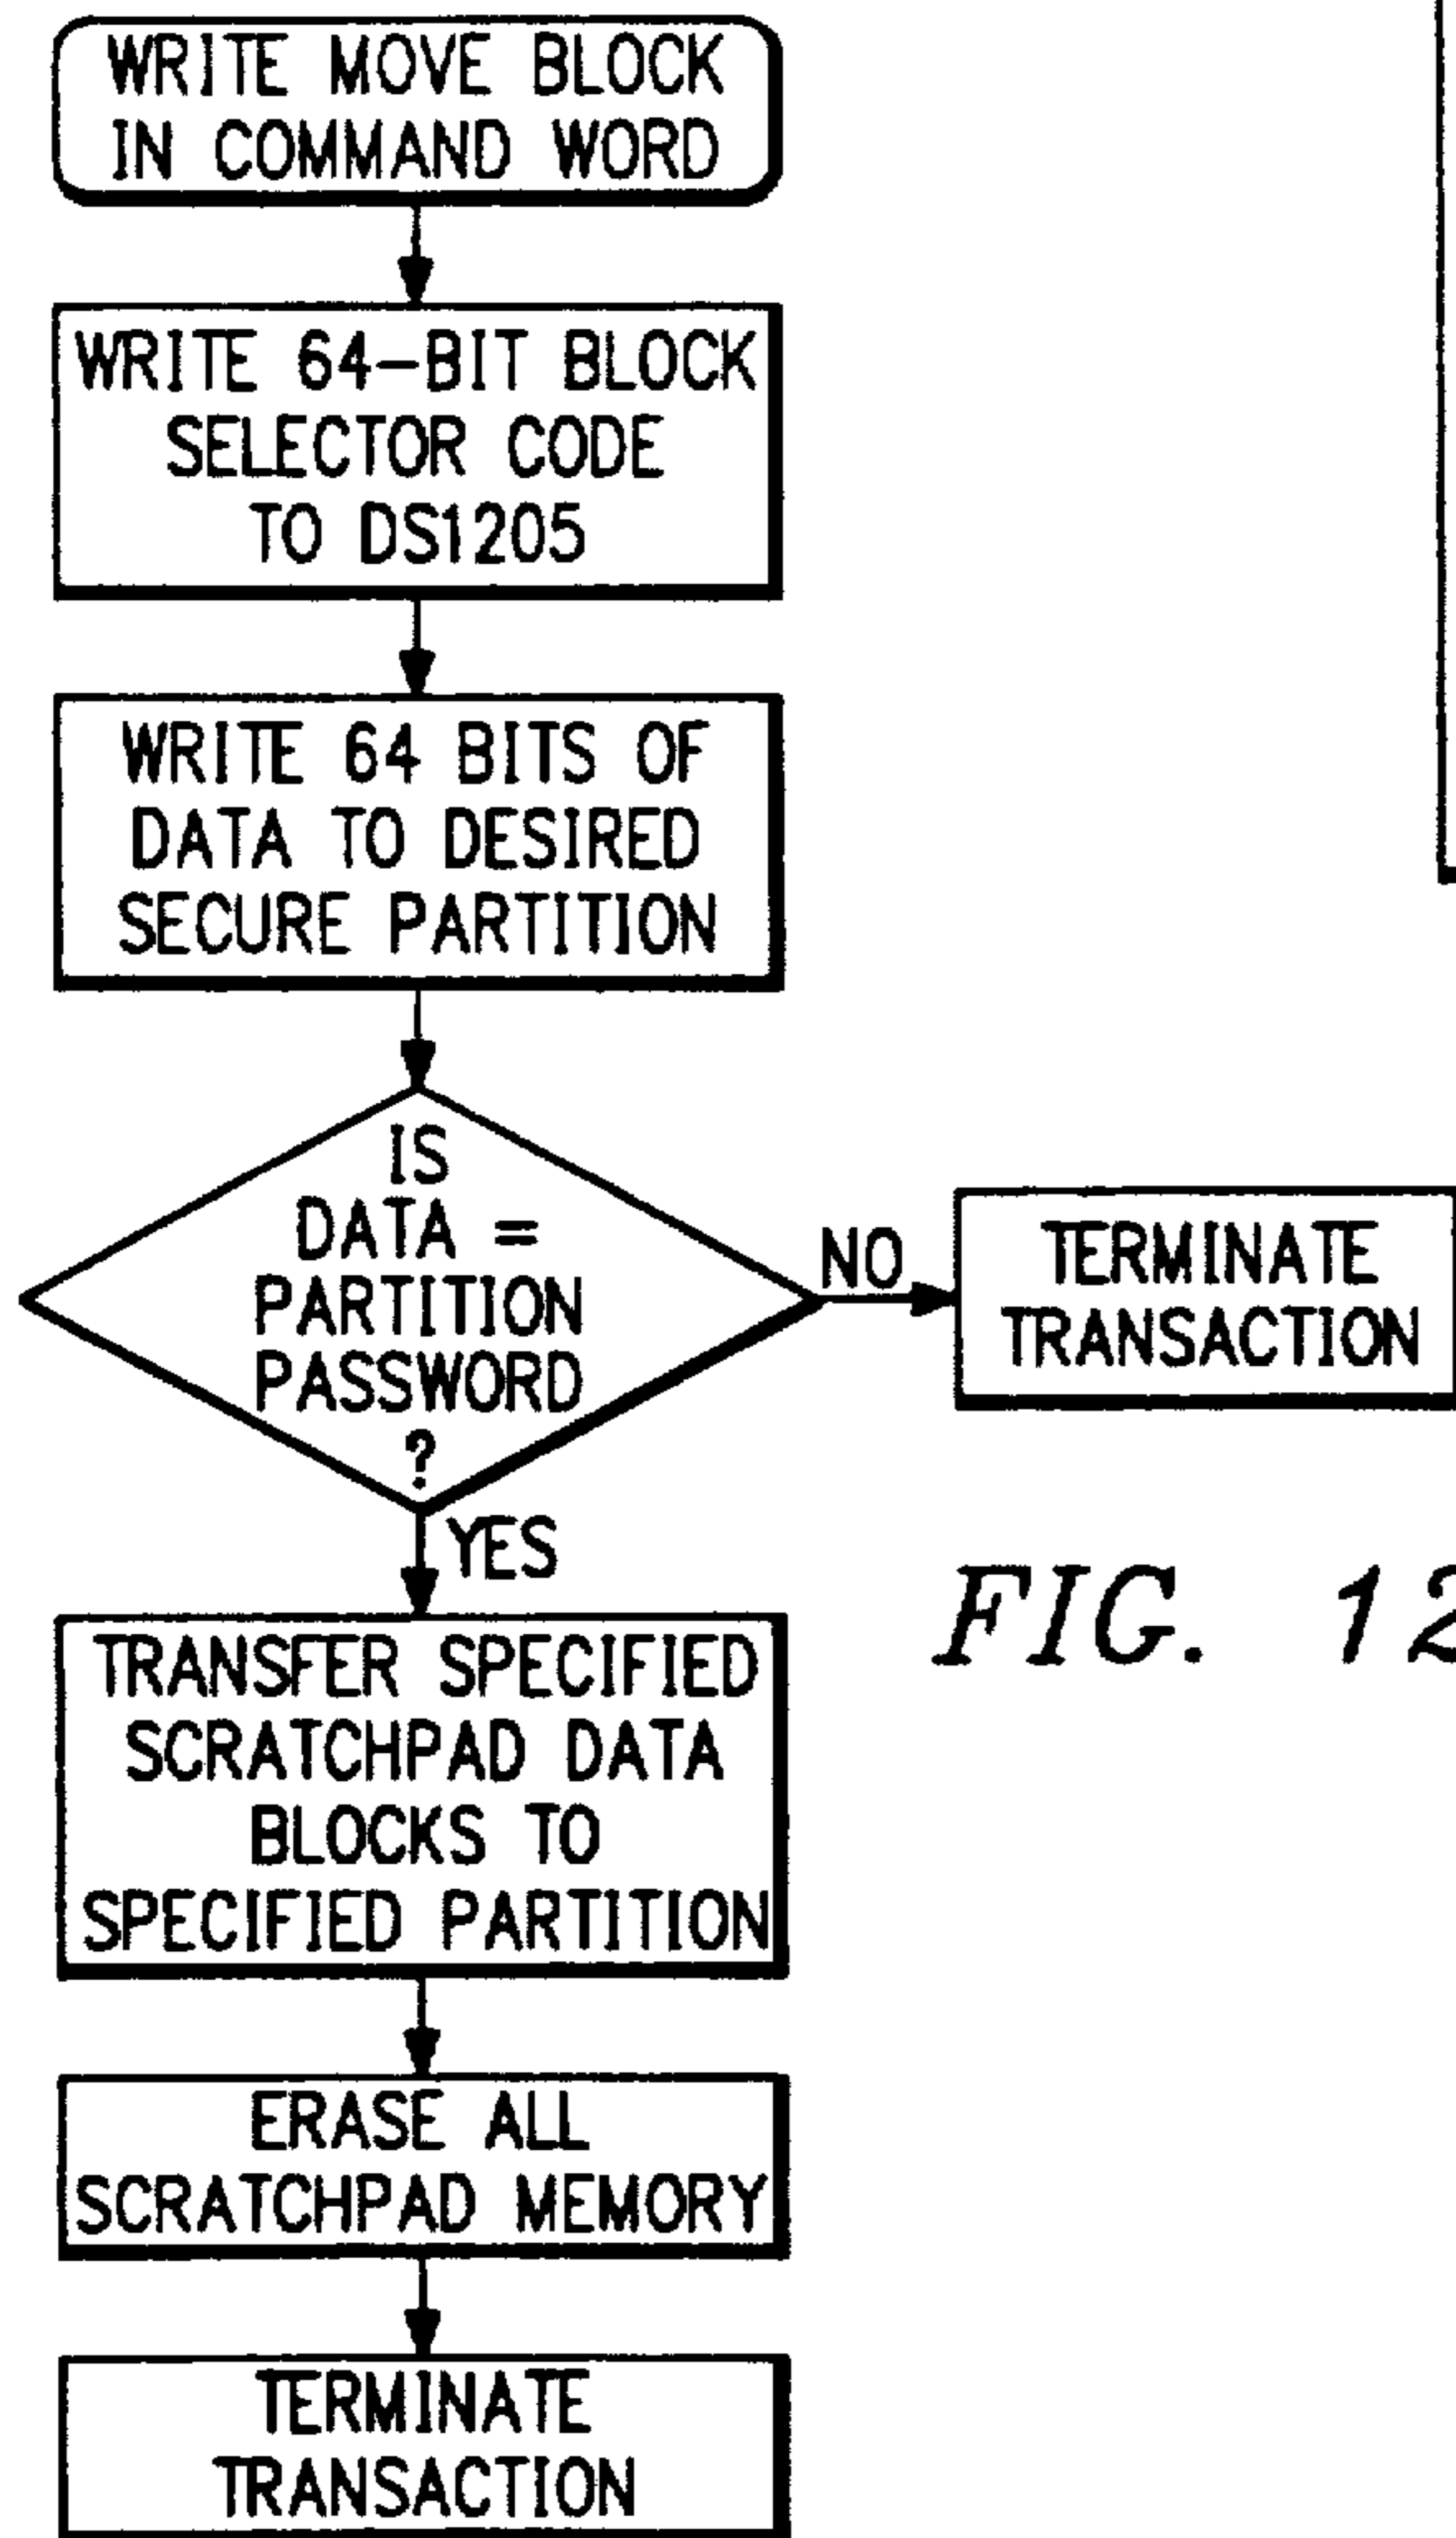 WRITE MOVE BLOCK
IN COMMAND WORD
WRITE 64-BIT BLOCK
SELECTOR CODE
TO DS1205
WRITE 64 BITS OF
DATA TO DESIRED
SECURE PARTITION
IS
DATA =
PARTITION
PASSWORD
?
NO
TERMINATE
TRANSACTION
YES
FIG. 12
TRANSFER SPECIFIED
SCRATCHPAD DATA
BLOCKS TO
SPECIFIED PARTITION
ERASE ALL
SCRATCHPAD MEMORY
TERMINATE
TRANSACTION